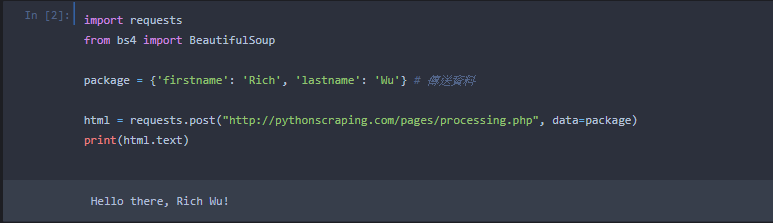 In [2]:
import requests
from bs4 import BeautifulSoup
package = {'firstname': 'Rich', 'lastname': 'Wu'} # 傳送資料
html = requests.post("http://pythonscraping.com/pages/processing.php", data=package)
print(html.text)
Hello there, Rich Wu!